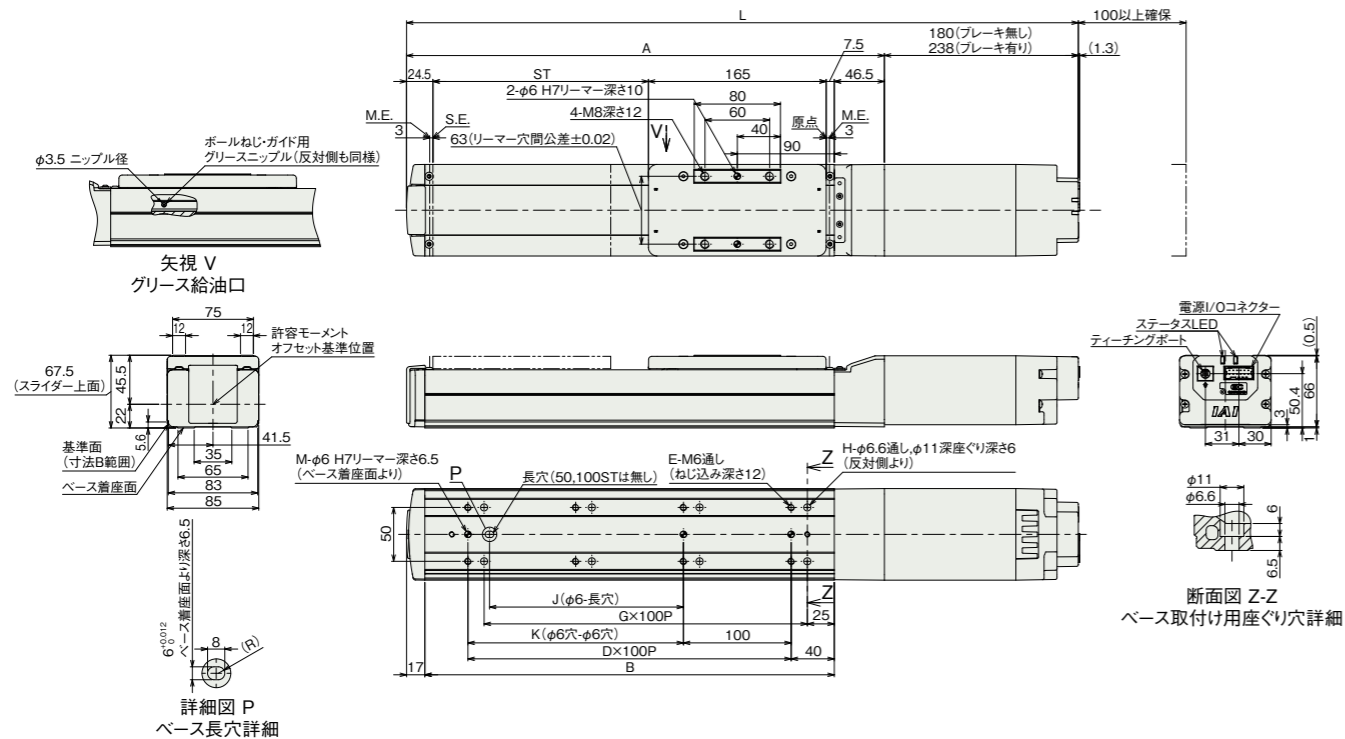 L
100以上確保
A
180(ブレーキ無し)
238(ブレーキ有り)
(1.3)
7.5
24.5
ST
165
46.5
2-φ6 H7リーマー深さ10
80
M.E.
S.E.
4-M8深さ12
60
原点
M.E.
3
63(リーマー穴間公差±0.02)
V
40
3
90
φ3.5 ニップル径
ボールねじ・ガイド用
グリースニップル(反対側も同様)
矢視 V
グリース給油口
75
12
12
許容モーメント
オフセット基準位置
67.5
(スライダー上面)
45.5
22
5.6
41.5
基準面
(寸法B範囲)
35
65
ベース着座面
83
85
電源I/Oコネクター
ステータスLED
ティーチングポート
(0.5)
IAI
3
50.4
66
1
31
30
M-φ6 H7リーマー深さ6.5
(ベース着座面より)
P
長穴(50,100STは無し)
E-M6通し
(ねじ込み深さ12)
Z
H-φ6.6通し,φ11深座ぐり深さ6
(反対側より)
50
J(φ6-長穴)
Z
G×100P
25
K(φ6穴-φ6穴)
100
D×100P
40
17
B
φ11
φ6.6
6
6.5
断面図 Z-Z
ベース取付け用座ぐり穴詳細
6 +0.012 0
ベース着座面より深さ6.5
8
(R)
詳細図 P
ベース長穴詳細